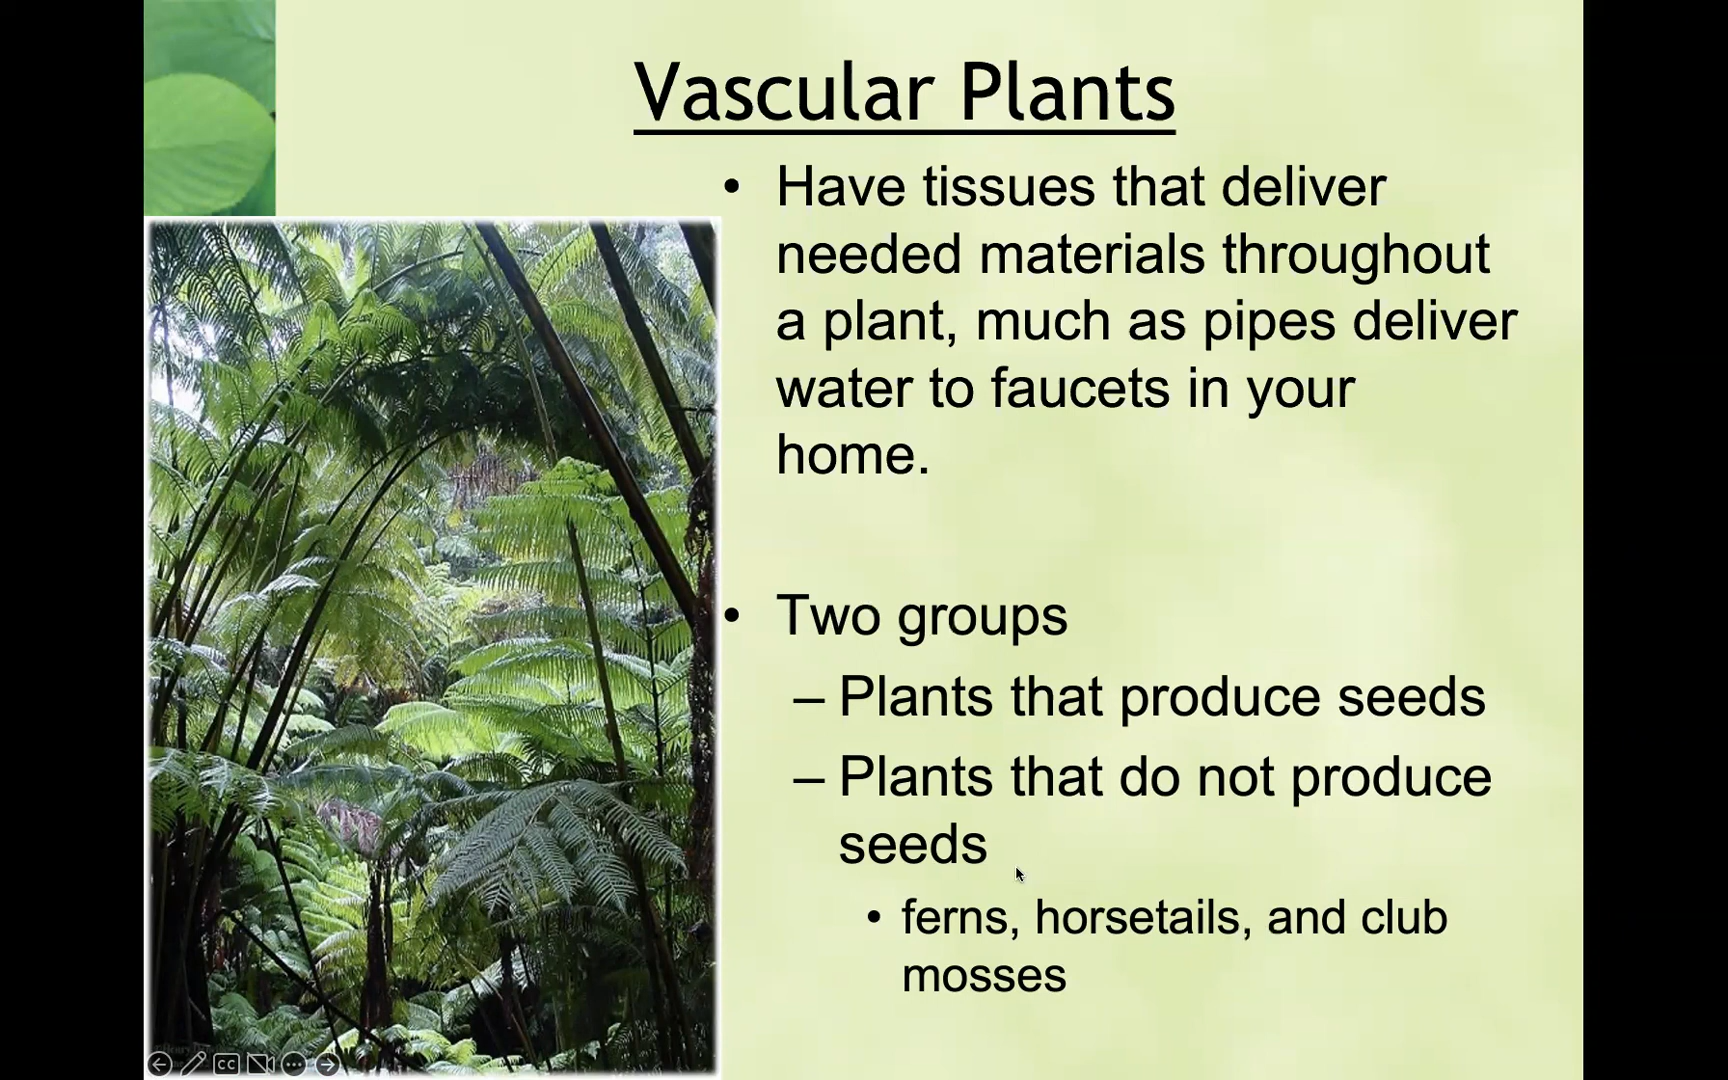 Vascular Plants
• Have tissues that deliver
needed materials throughout
a plant, much as pipes deliver
water to faucets in your
home.
• Two groups
– Plants that produce seeds
– Plants that do not produce
seeds
• ferns, horsetails, and club
mosses
CC